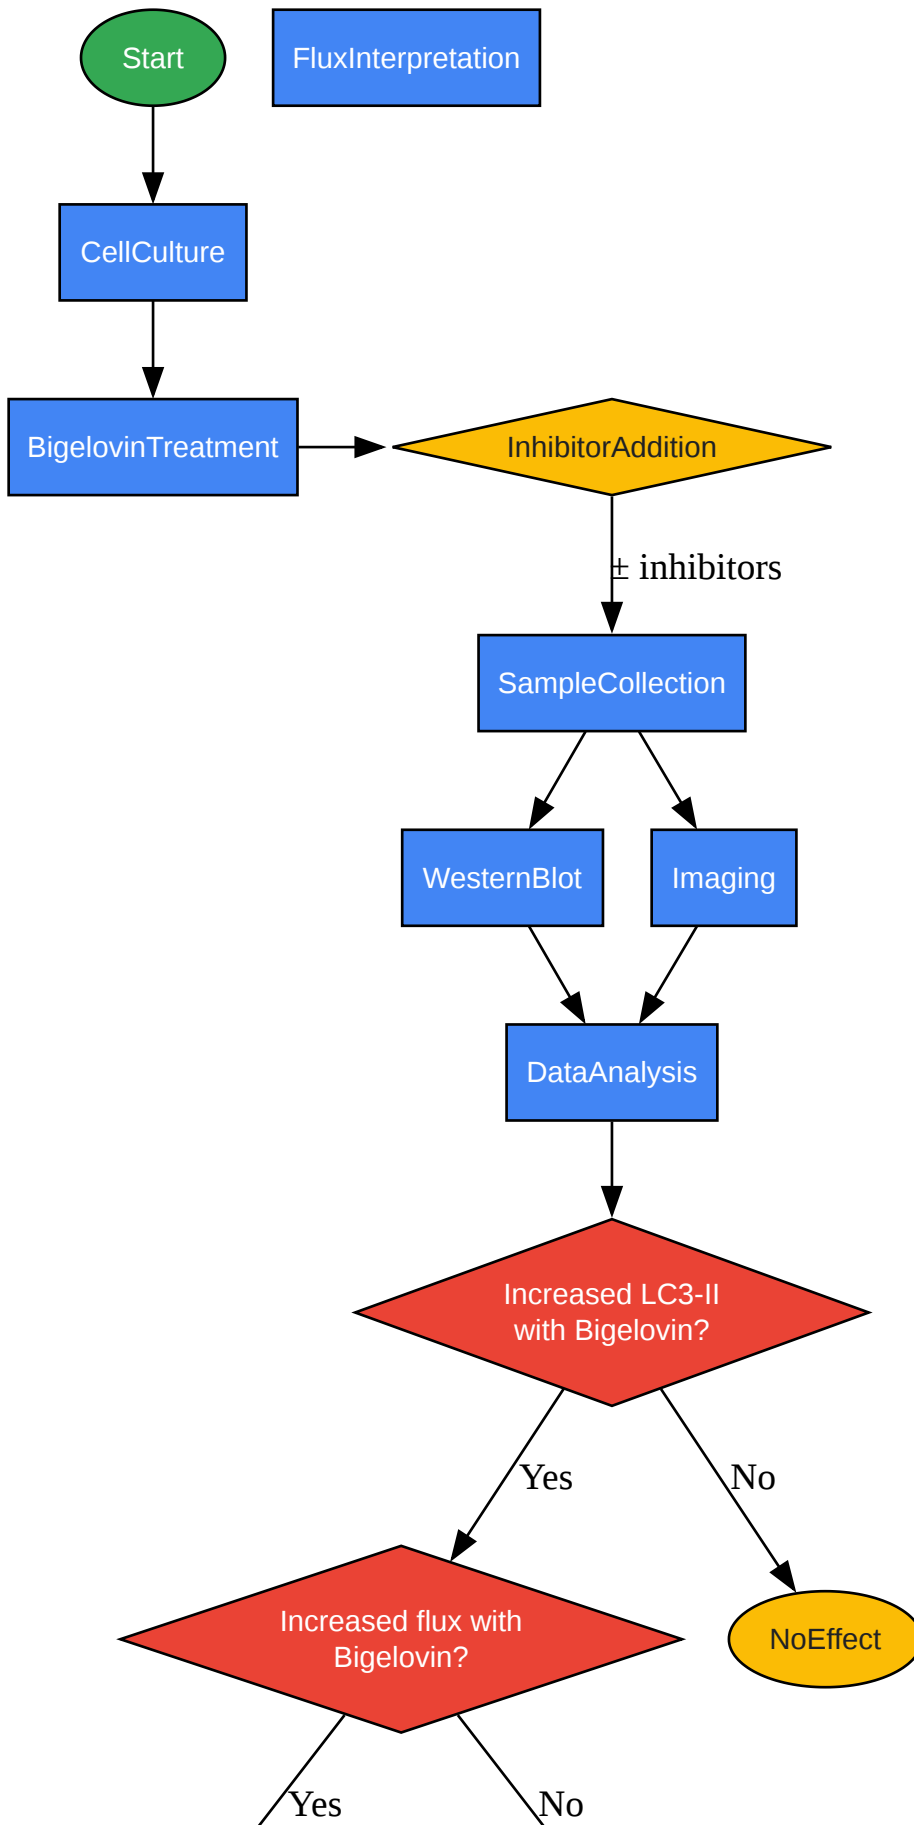 Start
FluxInterpretation
CellCulture
BigelovinTreatment
InhibitorAddition
± inhibitors
SampleCollection
WesternBlot
Imaging
DataAnalysis
Increased LC3-II
with Bigelovin?
Yes
No
Increased flux with
Bigelovin?
NoEffect
Yes
No